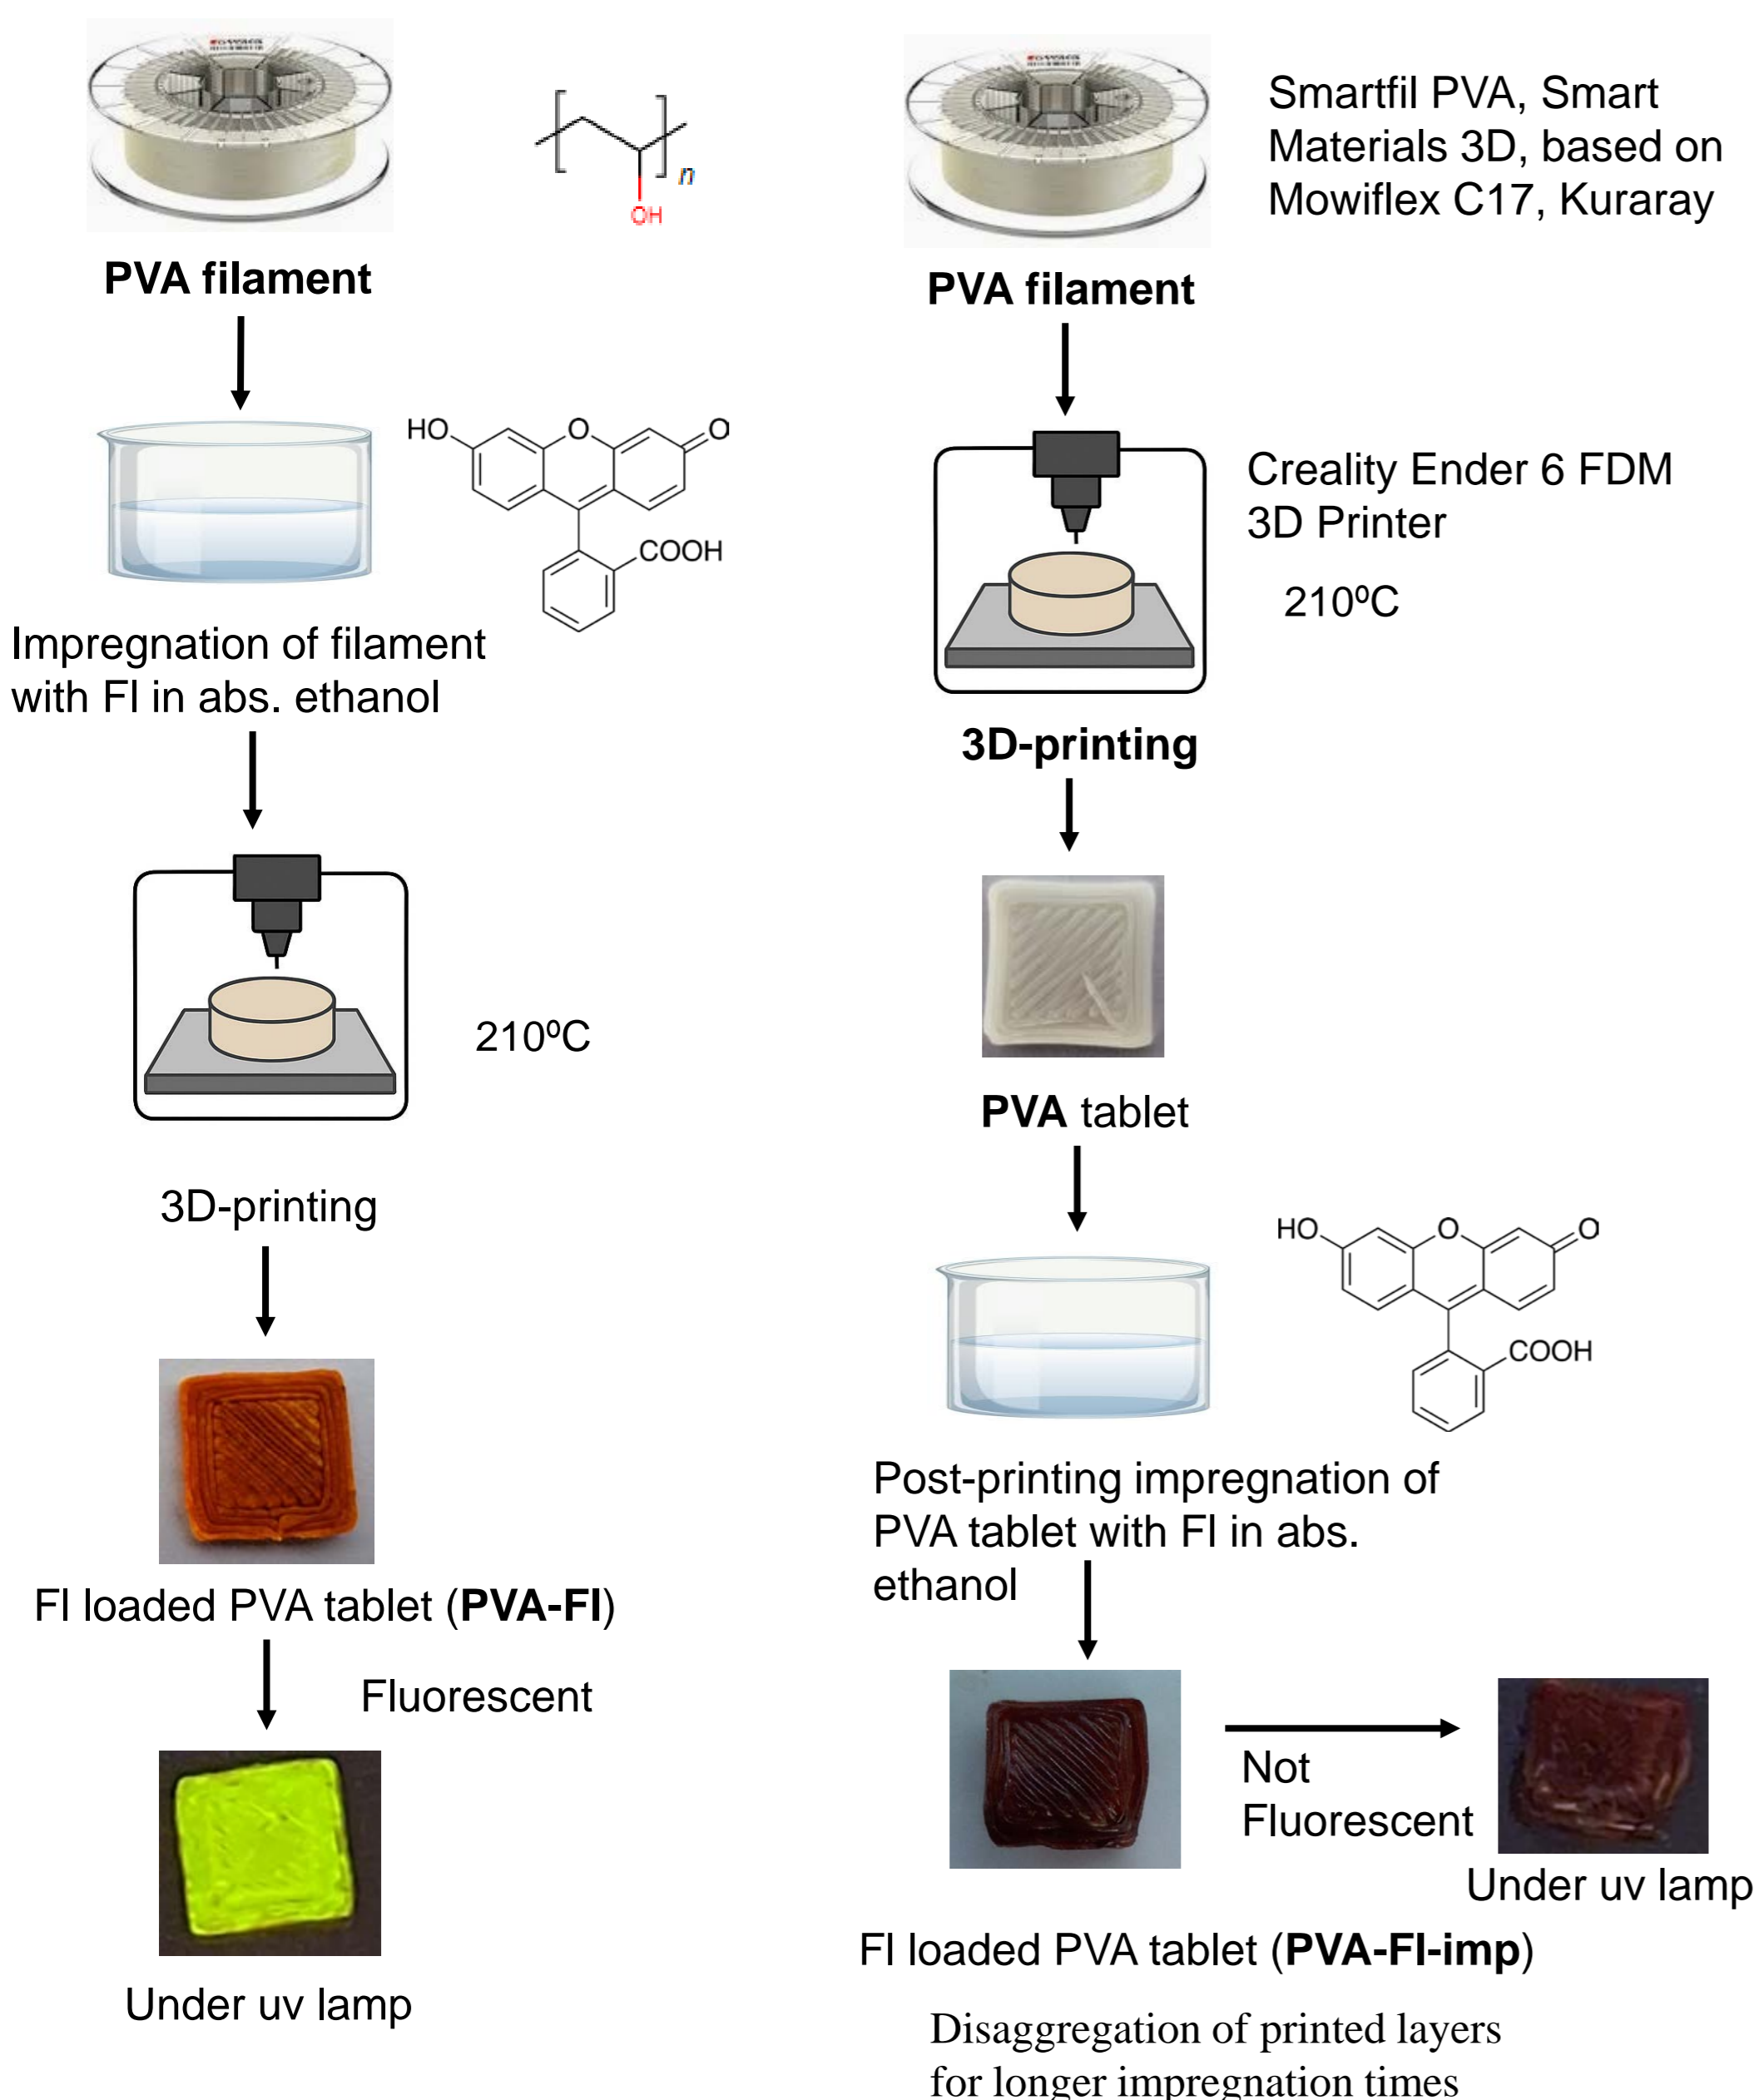 OH
n
PVA filament
HO
O
O
COOH
Impregnation of filament
with Fl in abs. ethanol
210ºC
3D-printing
Fl loaded PVA tablet (PVA-Fl)
Fluorescent
Under uv lamp
Smartfil PVA, Smart
Materials 3D, based on
Mowiflex C17, Kuraray
PVA filament
Creality Ender 6 FDM
3D Printer
210ºC
3D-printing
PVA tablet
HO
O
O
COOH
Post-printing impregnation of
PVA tablet with Fl in abs.
ethanol
Not
Fluorescent
Under uv lamp
Fl loaded PVA tablet (PVA-Fl-imp)
Disaggregation of printed layers
for longer impregnation times